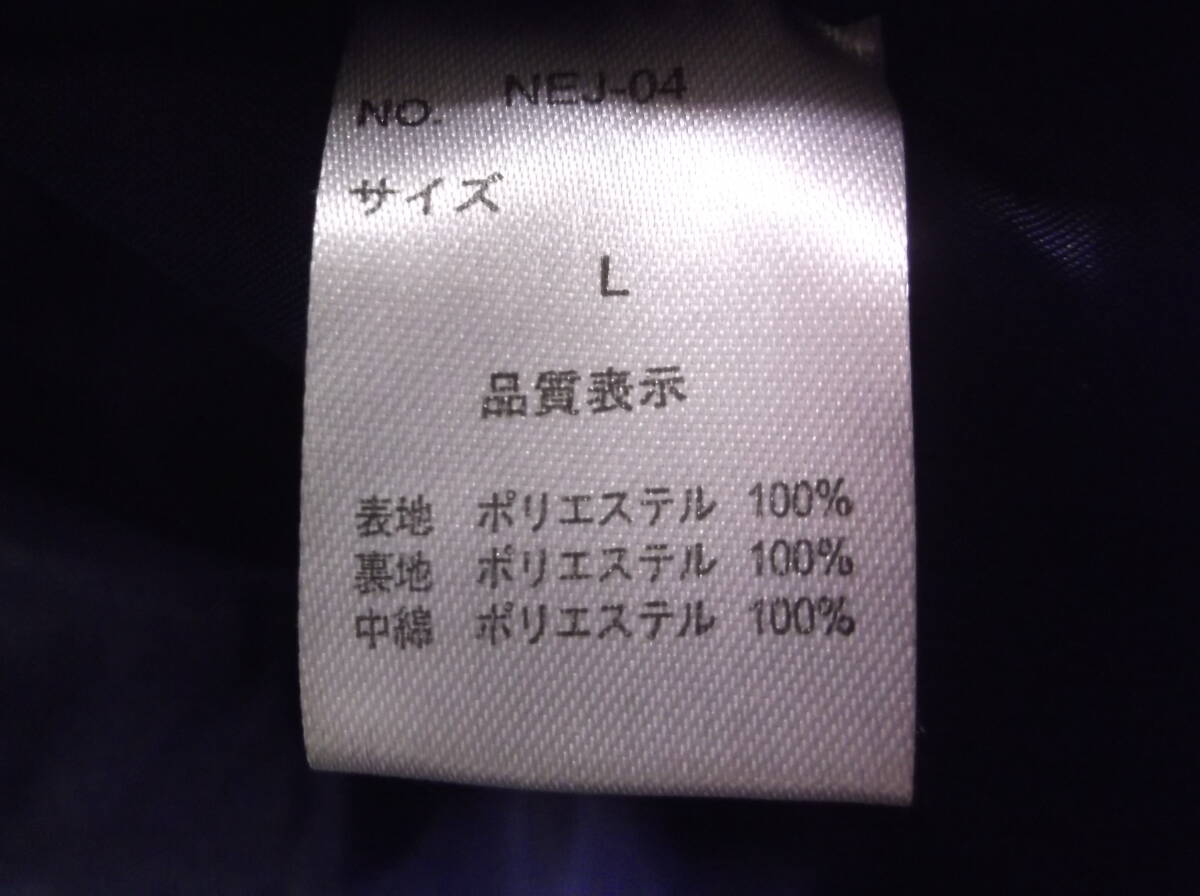 NO. NEJ-04
サイズ
L
品質表示
表地 ポリエステル 100%
裏地 ポリエステル 100%
中綿 ポリエステル 100%